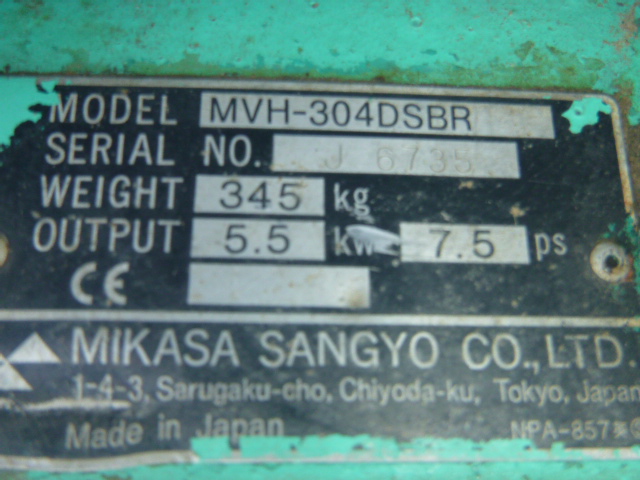 MODEL MVH-304DSBR
SERIAL NO. J 6735
WEIGHT 345 kg
OUTPUT 5.5 kW 7.5 ps
CE
MIKASA SANGYO CO., LTD.
1-4-3, Sarugaku-cho, Chiyoda-ku, Tokyo, Japan
Made in Japan NPA-857